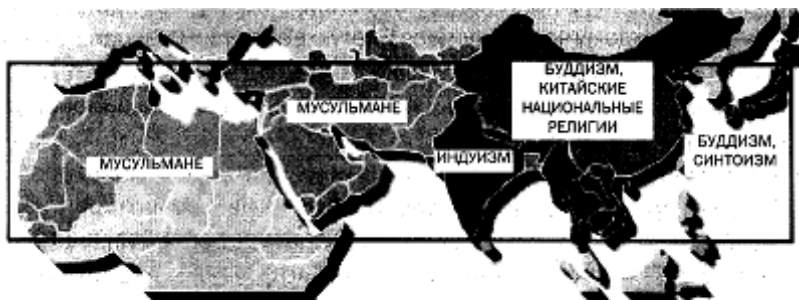 МУСУЛЬМАНЕ
МУСУЛЬМАНЕ
ИНДУИЗМ
БУДДИЗМ,
КИТАЙСКИЕ
НАЦИОНАЛЬНЫЕ
РЕЛИГИИ
БУДДИЗМ,
СИНТОИЗМ